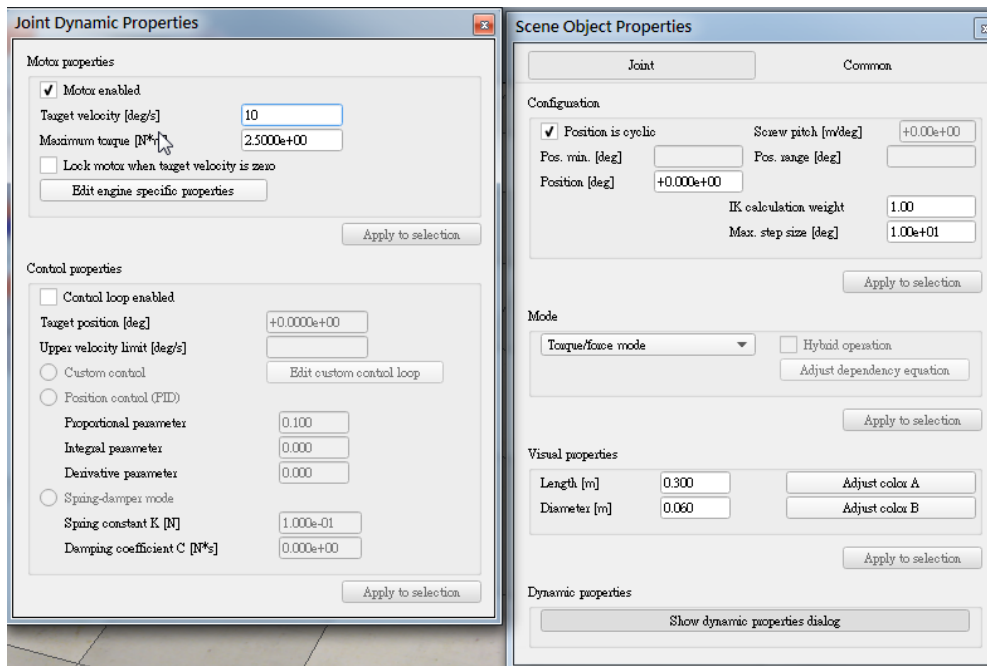 Joint Dynamic Properties
Motor properties
Motor enabled
Target velocity [deg/s] 10
Maximum torque 2.5000e+00
Lock motor when target velocity is zero
Edit engine specific properties
Apply to selection
Control properties
Control loop enabled
Target position [deg] +0.0000e+00
Upper velocity limit [deg/s]
Custom control Edit custom control loop
Position control (PID)
Proportional parameter 0.100
Integral parameter 0.000
Derivative parameter 0.000
Spring-damper mode
Spring constant K [N] 1.000e-01
Damping coefficient C [N*s] 0.000e+00
Apply to selection
Scene Object Properties
Joint Common
Configuration
Position is cyclic Screw pitch [m/deg] +0.00e+00
Pos. min. [deg] Pos. range [deg]
Position [deg] +0.000e+00
IK calculation weight 1.00
Max. step size [deg] 1.00e+01
Apply to selection
Mode
Torque/force mode Hybrid operation
Adjust dependency equation
Apply to selection
Visual properties
Length [m] 0.300 Adjust color A
Diameter [m] 0.060 Adjust color B
Apply to selection
Dynamic properties
Show dynamic properties dialog